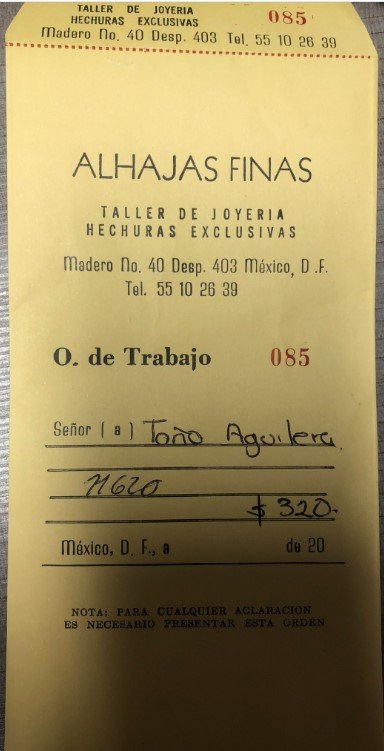 TALLER DE JOYERIA
HECHURAS EXCLUSIVAS 085
Madero No. 40 Desp. 403 Tel. 55 10 26 39
ALHAJAS FINAS
TALLER DE JOYERIA
HECHURAS EXCLUSIVAS
Madero No. 40 Desp. 403 México, D.F.
Tel. 55 10 26 39
O. de Trabajo 085
Señor (a) Toño Aguilera
71620
$ 320-
México, D. F., a de 20
NOTA: PARA CUALQUIER ACLARACION
ES NECESARIO PRESENTAR ESTA ORDEN